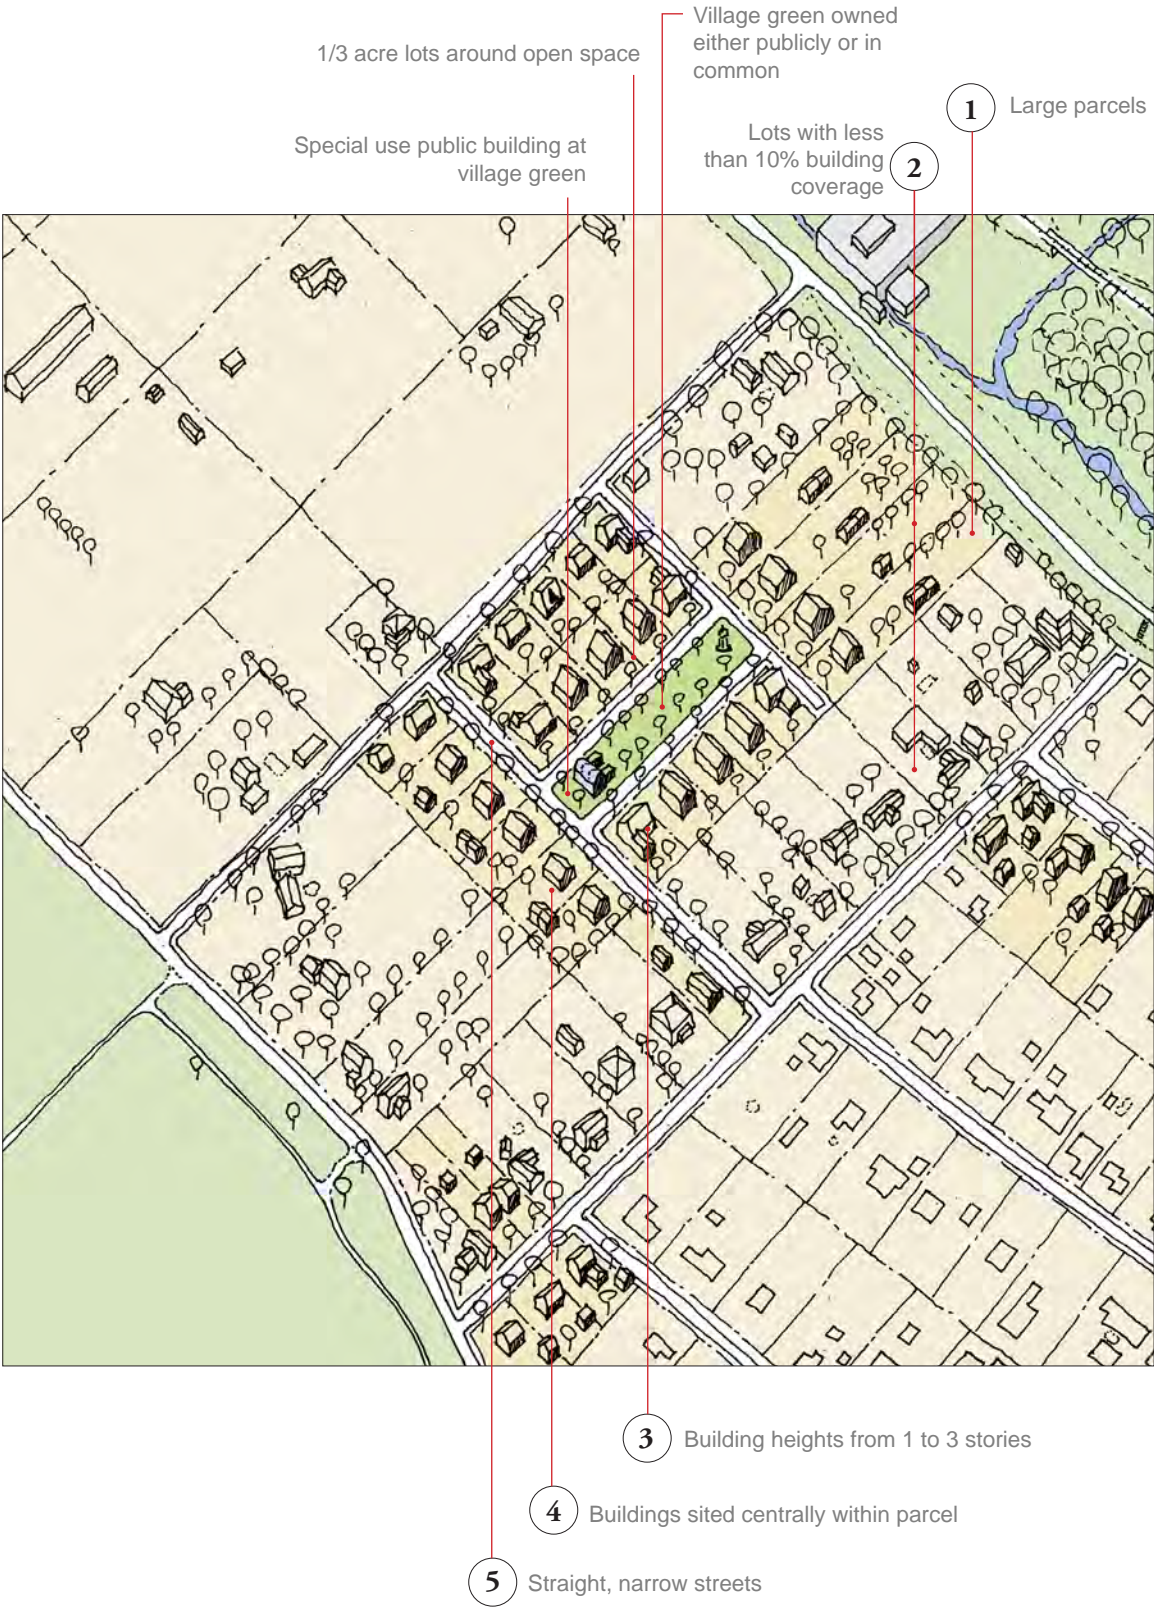 Village green owned
either publicly or in
common
1/3 acre lots around open space
1 Large parcels
Lots with less
than 10% building
coverage
2
Special use public building at
village green
3 Building heights from 1 to 3 stories
4 Buildings sited centrally within parcel
5 Straight, narrow streets